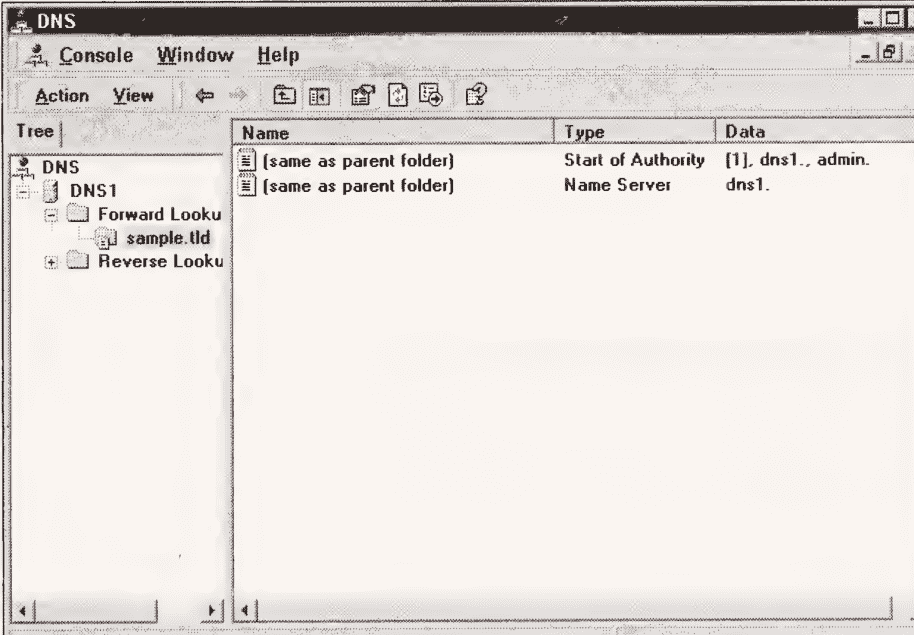 DNS
Console Window Help
Action View
Tree
Name Type Data
DNS
DNS1
Forward Looku
sample.tld
Reverse Looku
(same as parent folder) Start of Authority [1], dns1., admin.
(same as parent folder) Name Server dns1.